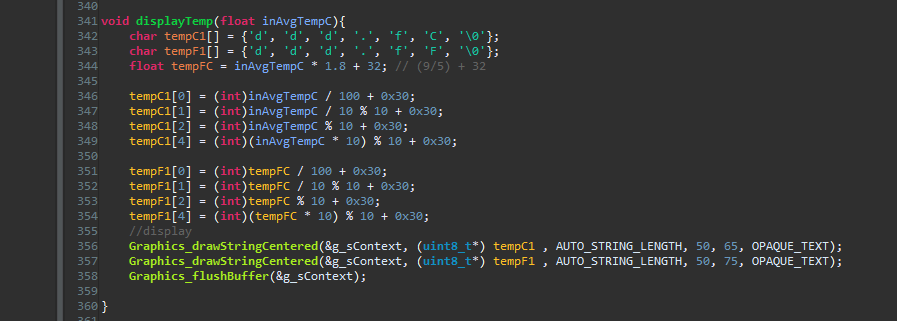 340
341 void displayTemp(float inAvgTempC){
342     char tempC1[] = {'d', 'd', 'd', '.', 'f', 'C', '\0'};
343     char tempF1[] = {'d', 'd', 'd', '.', 'f', 'F', '\0'};
344     float tempFC = inAvgTempC * 1.8 + 32; // (9/5) + 32
345
346     tempC1[0] = (int)inAvgTempC / 100 + 0x30;
347     tempC1[1] = (int)inAvgTempC / 10 % 10 + 0x30;
348     tempC1[2] = (int)inAvgTempC % 10 + 0x30;
349     tempC1[4] = (int)(inAvgTempC * 10) % 10 + 0x30;
350
351     tempF1[0] = (int)tempFC / 100 + 0x30;
352     tempF1[1] = (int)tempFC / 10 % 10 + 0x30;
353     tempF1[2] = (int)tempFC % 10 + 0x30;
354     tempF1[4] = (int)(tempFC * 10) % 10 + 0x30;
355     //display
356     Graphics_drawStringCentered(&g_sContext, (uint8_t*) tempC1 , AUTO_STRING_LENGTH, 50, 65, OPAQUE_TEXT);
357     Graphics_drawStringCentered(&g_sContext, (uint8_t*) tempF1 , AUTO_STRING_LENGTH, 50, 75, OPAQUE_TEXT);
358     Graphics_flushBuffer(&g_sContext);
359
360 }
361